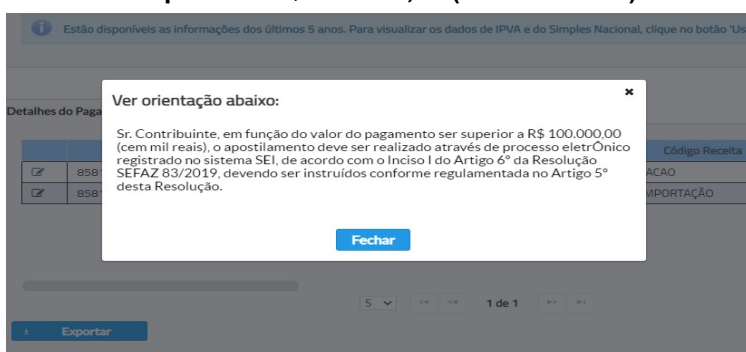 Estão disponíveis as informações dos últimos 5 anos. Para visualizar os dados de IPVA e do Simples Nacional, clique no botão 'Us
Ver orientação abaixo:
Detalhes do Paga
Sr. Contribuinte, em função do valor do pagamento ser superior a R$ 100.000,00
(cem mil reais), o apostilamento deve ser realizado através de processo eletrÔnico
registrado no sistema SEI, de acordo com o Inciso I do Artigo 6º da Resolução
SEFAZ 83/2019, devendo ser instruídos conforme regulamentada no Artigo 5º
desta Resolução.
Código Receita
858
ACAO
858
MPORTAÇÃO
Fechar
5
1 de 1
Exportar